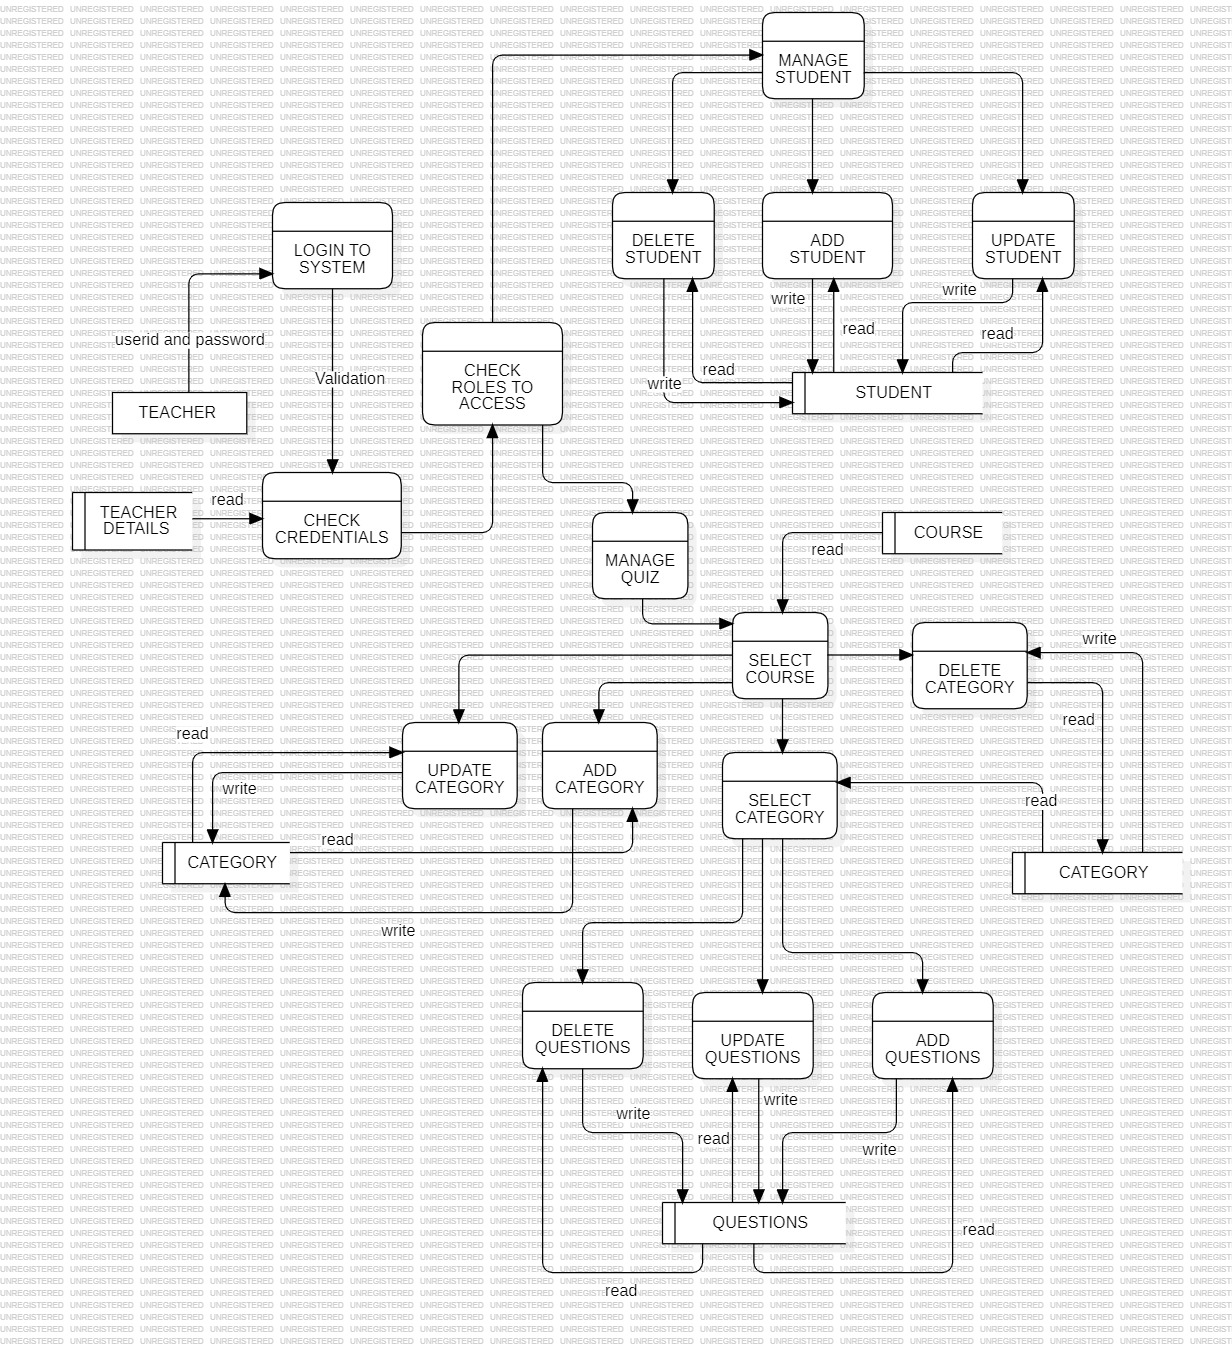 MANAGE
STUDENT
DELETE
STUDENT
ADD
STUDENT
UPDATE
STUDENT
LOGIN TO
SYSTEM
write
write
read
read
userid and password
CHECK
ROLES TO
ACCESS
read
write
Validation
STUDENT
TEACHER
TEACHER
DETAILS
read
CHECK
CREDENTIALS
COURSE
read
MANAGE
QUIZ
SELECT
COURSE
DELETE
CATEGORY
write
read
read
UPDATE
CATEGORY
ADD
CATEGORY
write
SELECT
CATEGORY
read
read
CATEGORY
CATEGORY
write
DELETE
QUESTIONS
UPDATE
QUESTIONS
ADD
QUESTIONS
write
write
read
write
QUESTIONS
read
read
UNREGISTERED